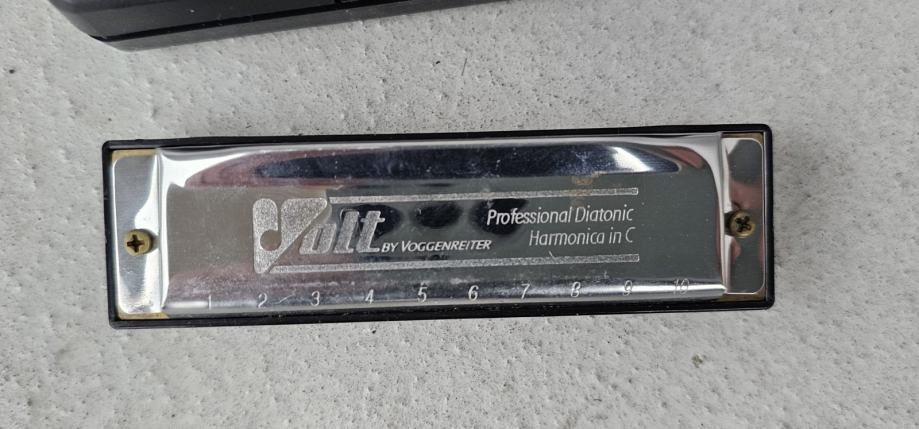 Volt BY VOGGENREITER
Professional Diatonic
Harmonica in C
1 2 3 4 5 6 7 8 9 10